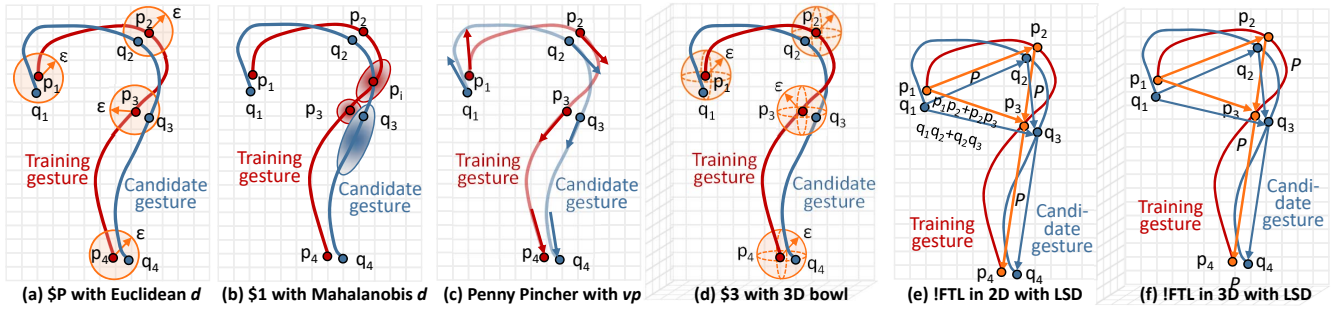 p2
ε
q2
ε
p1
q1
p3
ε
q3
Training
gesture
Candidate
gesture
ε
p4
q4
(a) $P with Euclidean d
p2
q2
p1
q1
pi
p3
q3
Training
gesture
Candidate
gesture
p4
q4
(b) $1 with Mahalanobis d
p2
q2
p1
q1
p3
q3
Training
gesture
Candidate
gesture
p4
q4
(c) Penny Pincher with vp
p2
ε
q2
ε
p1
q1
ε
p3
q3
Training
gesture
Candidate
gesture
ε
p4
q4
(d) $3 with 3D bowl
p2
P
q2
p1
P
q1
p1p2+p2p3
p3
q1q2+q2q3
q3
P
Training
gesture
Candi-
date
gesture
p4
q4
(e) !FTL in 2D with LSD
p2
p1
q2
P
q1
p3
q3
P
Training
gesture
Candi-
date
gesture
p4
q4
P
(f) !FTL in 3D with LSD